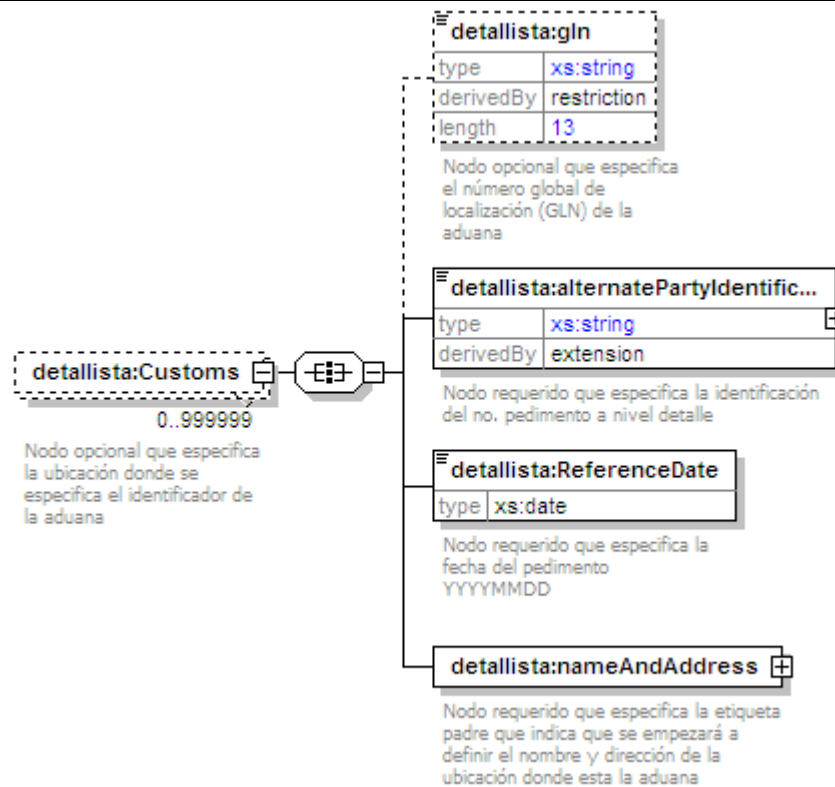 detallista:gln
type xs:string
derivedBy restriction
length 13
Nodo opcional que especifica
el número global de
localización (GLN) de la
aduana
detallista:alternatePartyIdentific...
type xs:string
derivedBy extension
Nodo requerido que especifica la identificación
del no. pedimento a nivel detalle
detallista:Customs
0..999999
Nodo opcional que especifica
la ubicación donde se
especifica el identificador de
la aduana
detallista:ReferenceDate
type xs:date
Nodo requerido que especifica la
fecha del pedimento
YYYYMMDD
detallista:nameAndAddress
Nodo requerido que especifica la etiqueta
padre que indica que se empezará a
definir el nombre y dirección de la
ubicación donde esta la aduana